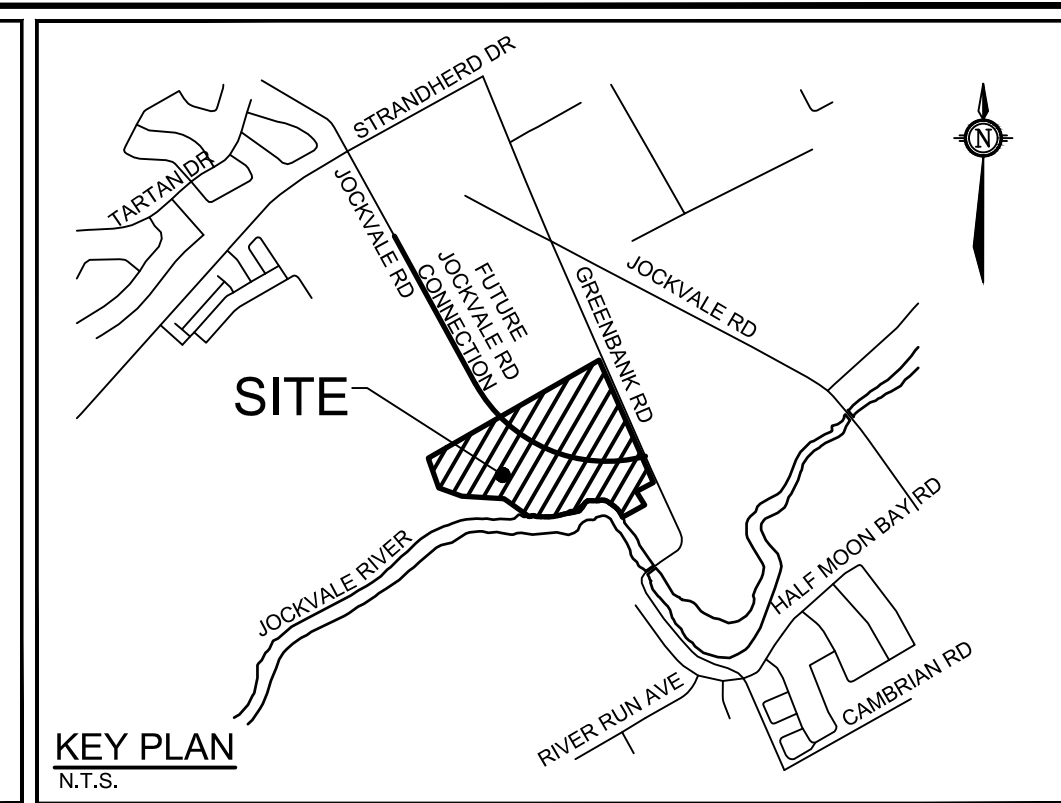 STRANDHERD DR
TARTAN DR
N
JOCKVALE RD
FUTURE
JOCKVALE RD
CONNECTION
GREENBANK RD
JOCKVALE RD
SITE
JOCKVALE RIVER
HALF MOON BAY RD
RIVER RUN AVE
CAMBRIAN RD
KEY PLAN
N.T.S.